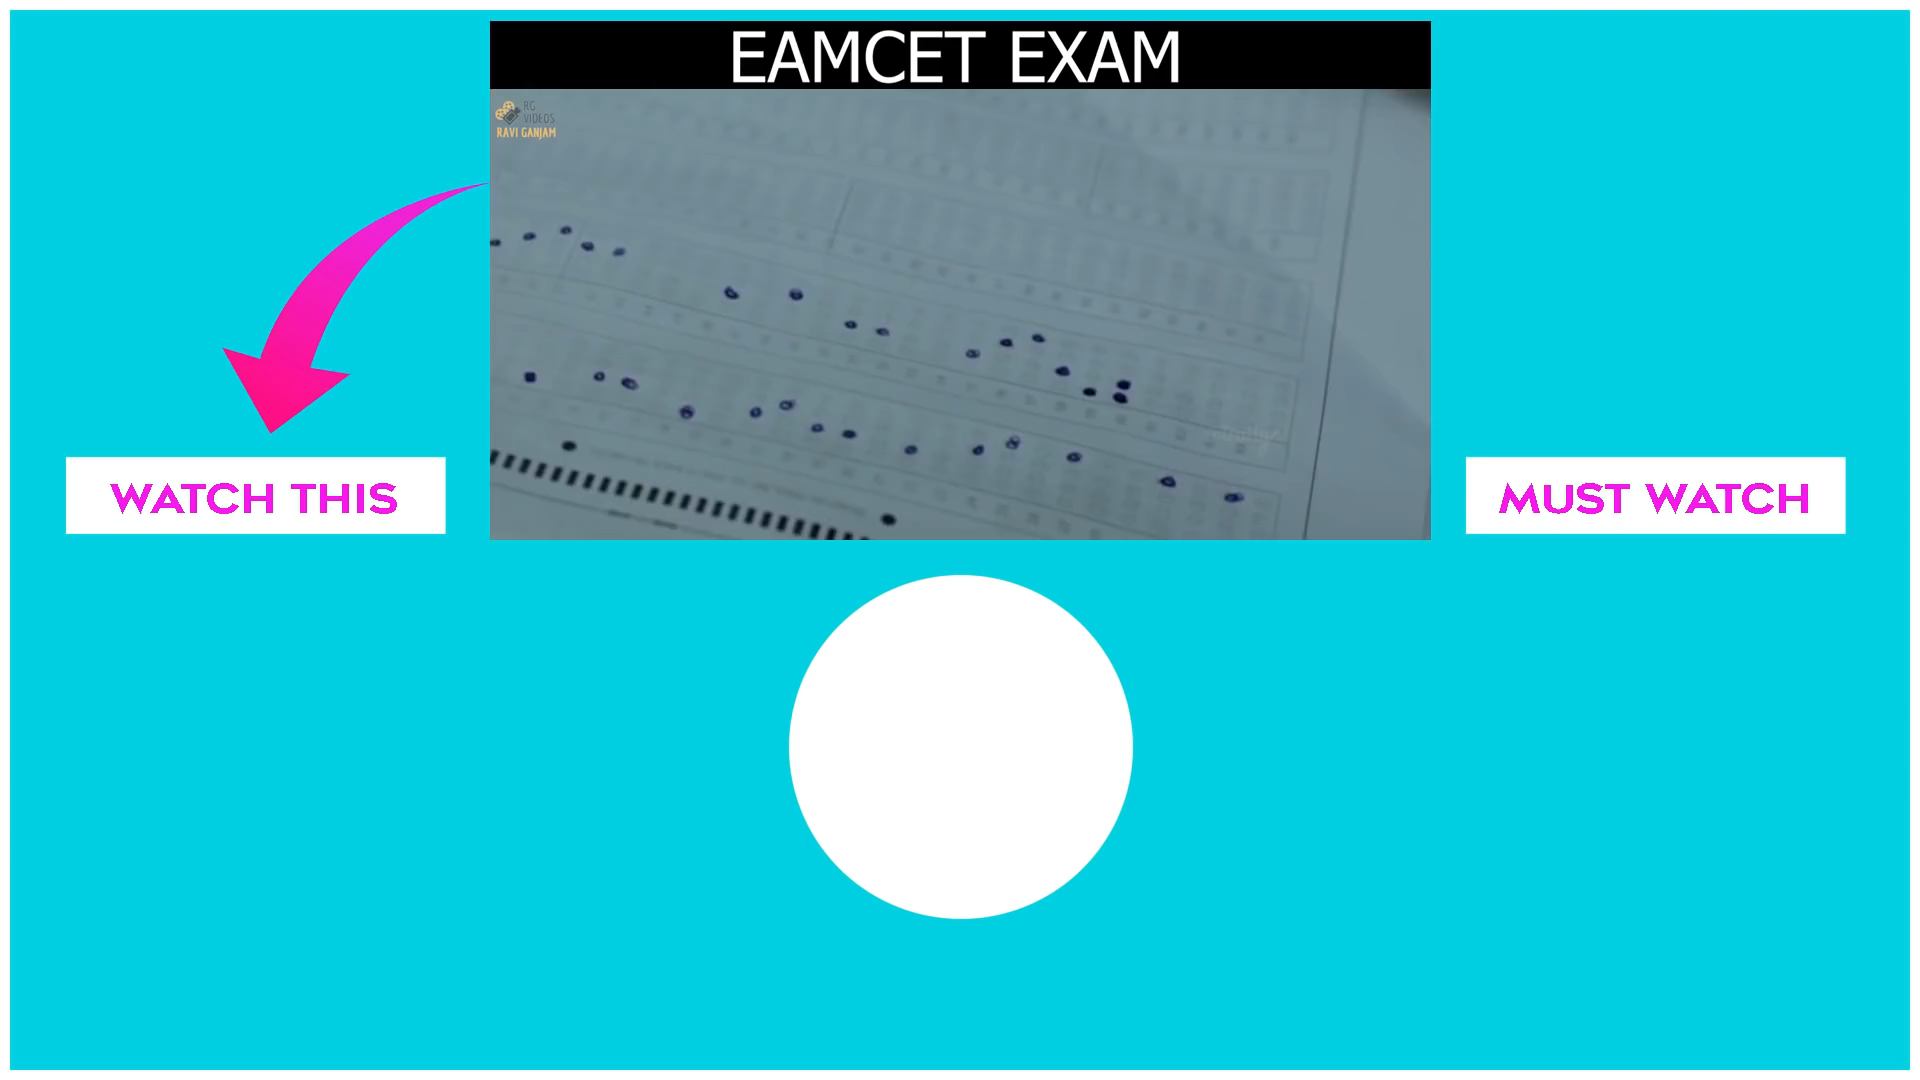 EAMCET EXAM
RG
VIDEOS
RAVI GANJAM
WATCH THIS
MUST WATCH